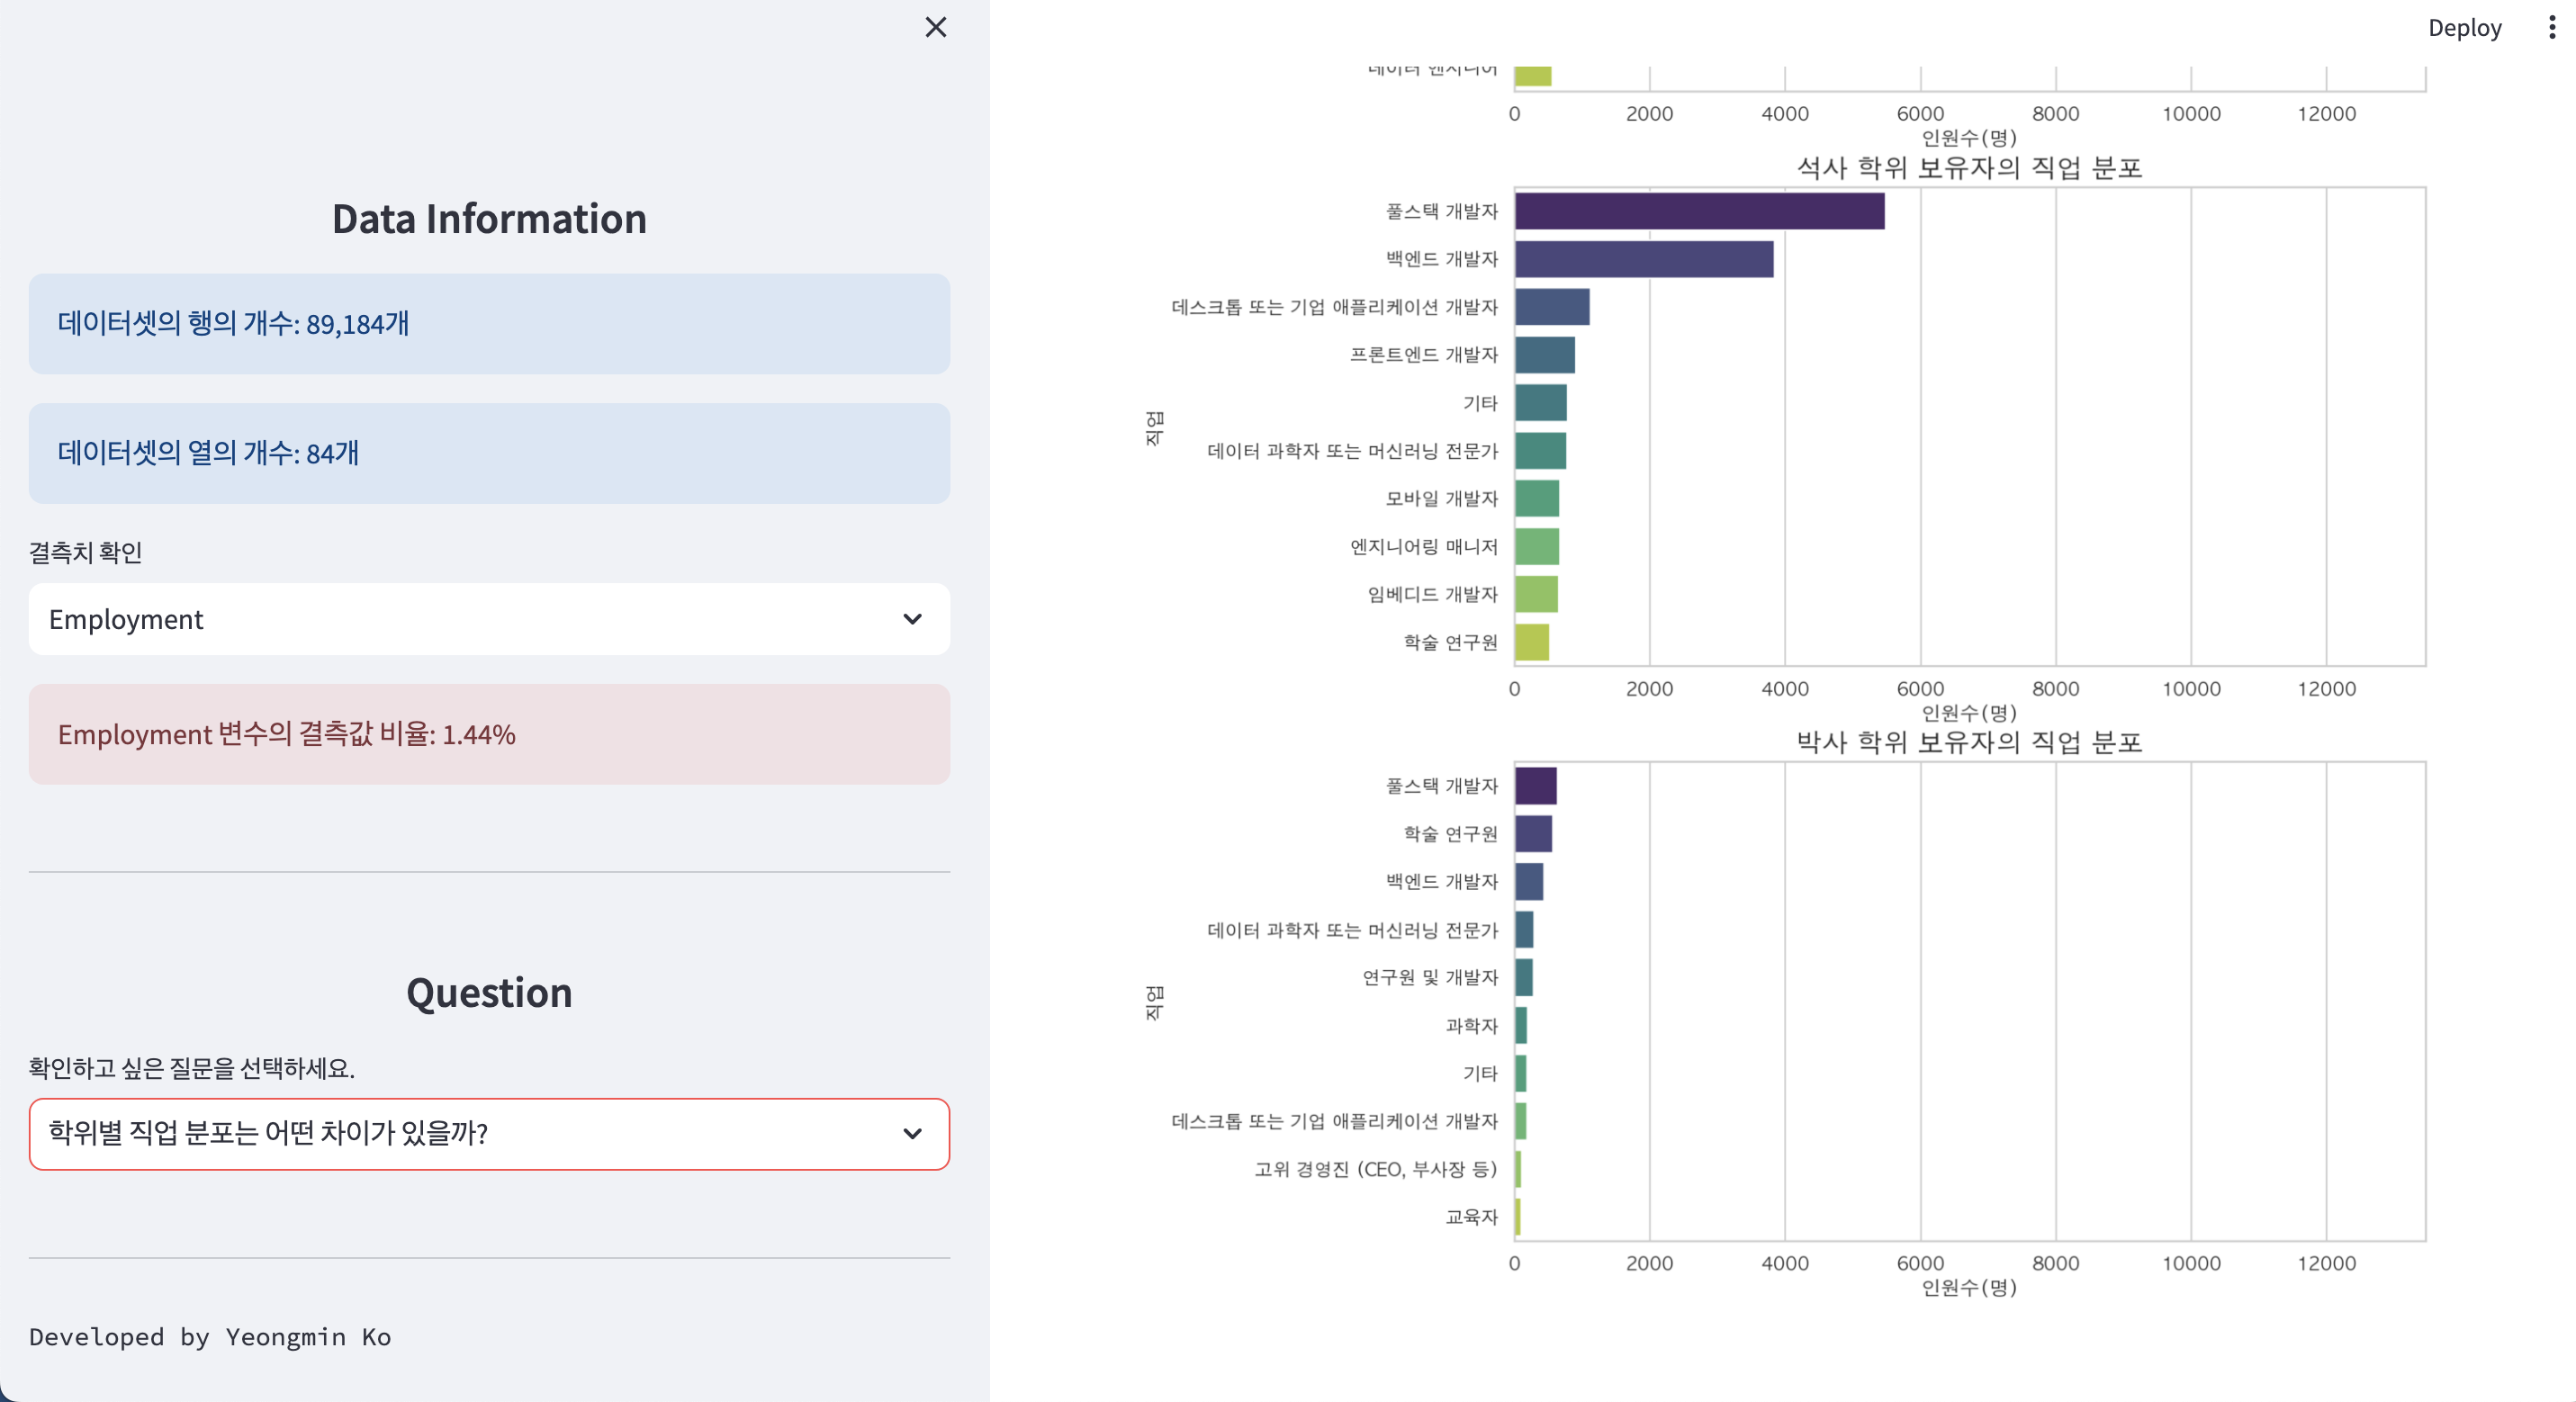 Deploy
Data Information
데이터셋의 행의 개수: 89,184개
데이터셋의 열의 개수: 84개
결측치 확인
Employment
Employment 변수의 결측값 비율: 1.44%
Question
확인하고 싶은 질문을 선택하세요.
학위별 직업 분포는 어떤 차이가 있을까?
Developed by Yeongmin Ko
데이터 엔지니어
0 2000 4000 6000 8000 10000 12000
인원수(명)
석사 학위 보유자의 직업 분포
직업
풀스택 개발자
백엔드 개발자
데스크톱 또는 기업 애플리케이션 개발자
프론트엔드 개발자
기타
데이터 과학자 또는 머신러닝 전문가
모바일 개발자
엔지니어링 매니저
임베디드 개발자
학술 연구원
0 2000 4000 6000 8000 10000 12000
인원수(명)
박사 학위 보유자의 직업 분포
직업
풀스택 개발자
학술 연구원
백엔드 개발자
데이터 과학자 또는 머신러닝 전문가
연구원 및 개발자
과학자
기타
데스크톱 또는 기업 애플리케이션 개발자
고위 경영진 (CEO, 부사장 등)
교육자
0 2000 4000 6000 8000 10000 12000
인원수(명)